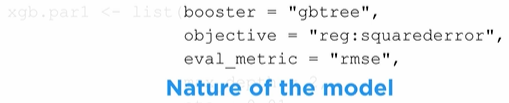 xgb.par1 <- list( booster = "gbtree",
objective = "reg:squarederror",
eval_metric = "rmse",
Nature of the model